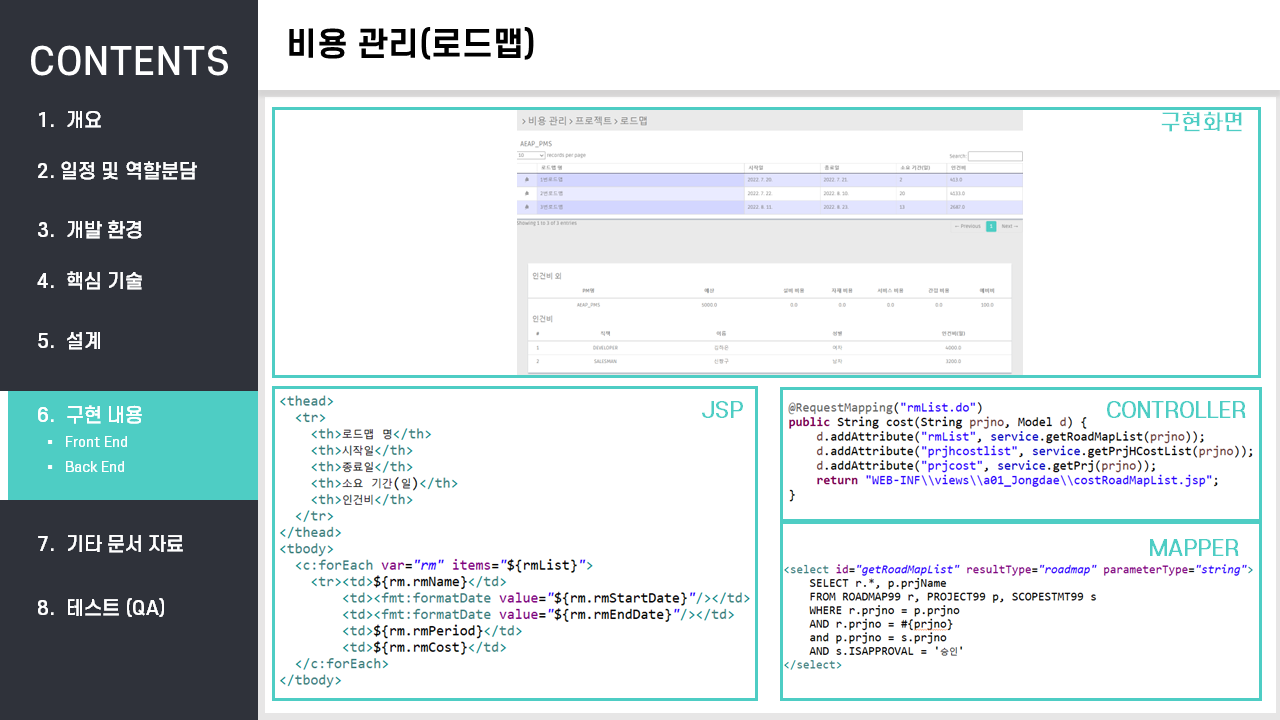 CONTENTS
1. 개요
2. 일정 및 역할분담
3. 개발 환경
4. 핵심 기술
5. 설계
6. 구현 내용
▪ Front End
▪ Back End
7. 기타 문서 자료
8. 테스트 (QA)
비용 관리(로드맵)
구현화면
> 비용 관리 > 프로젝트 > 로드맵
AEAP_PMS
10 records per page
Search:
로드맵 명 시작일 종료일 소요 기간(일) 인건비
1번로드맵 2022. 7. 20. 2022. 7. 21. 2 413.0
2번로드맵 2022. 7. 22. 2022. 8. 10. 20 4133.0
3번로드맵 2022. 8. 11. 2022. 8. 23. 13 2687.0
Showing 1 to 3 of 3 entries
← Previous 1 Next →
인건비 외
PM명 예산 설비 비용 자재 비용 서비스 비용 건강 비용 예비비
AEAP_PMS 5000.0 0.0 0.0 0.0 0.0 100.0
인건비
# 직책 이름 성별 인건비(월)
1 DEVELOPER 여자 4000.0
2 SALESMAN 남자 3200.0
JSP
<thead>
<tr>
<th>로드맵 명</th>
<th>시작일</th>
<th>종료일</th>
<th>소요 기간(일)</th>
<th>인건비</th>
</tr>
</thead>
<tbody>
<c:forEach var="rm" items="${rmList}">
<tr><td>${rm.rmName}</td>
<td><fmt:formatDate value="${rm.rmStartDate}"/></td>
<td><fmt:formatDate value="${rm.rmEndDate}"/></td>
<td>${rm.rmPeriod}</td>
<td>${rm.rmCost}</td>
</c:forEach>
</tbody>
CONTROLLER
@RequestMapping("rmList.do")
public String cost(String prjno, Model d) {
d.addAttribute("rmList", service.getRoadMapList(prjno));
d.addAttribute("prjhcostlist", service.getPrjHCostList(prjno));
d.addAttribute("prjcost", service.getPrj(prjno));
return "WEB-INF\\views\\a01_Jongdae\\costRoadMapList.jsp";
}
MAPPER
<select id="getRoadMapList" resultType="roadmap" parameterType="string">
SELECT r.*, p.prjName
FROM ROADMAP99 r, PROJECT99 p, SCOPESTMT99 s
WHERE r.prjno = p.prjno
AND r.prjno = #{prjno}
and p.prjno = s.prjno
AND s.ISAPPROVAL = '승인'
</select>